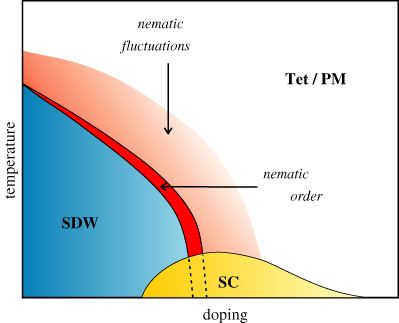 nematic
fluctuations
Tet / PM
temperature
nematic
order
SDW
SC
doping